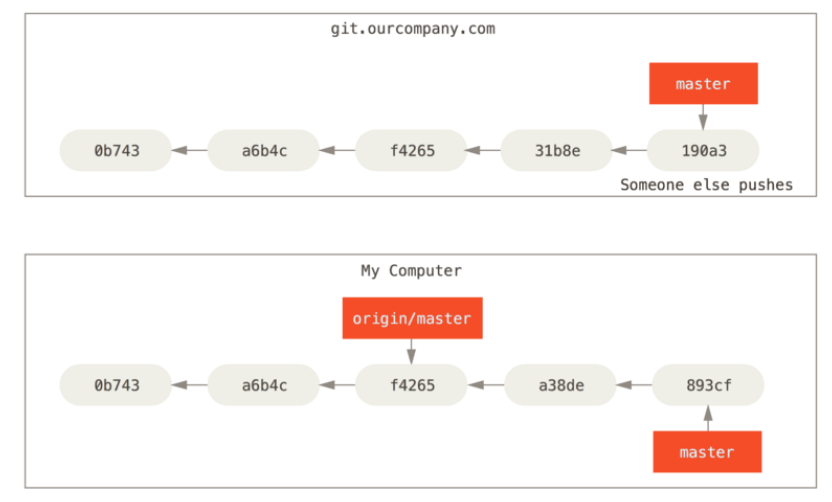 git.ourcompany.com
master
0b743 a6b4c f4265 31b8e 190a3
Someone else pushes
My Computer
origin/master
0b743 a6b4c f4265 a38de 893cf
master